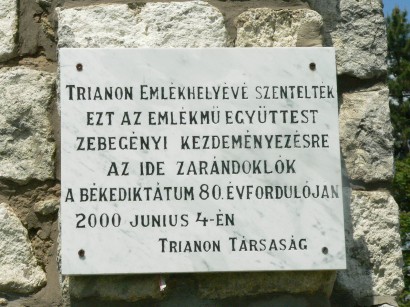 TRIANON EMLÉKHELYÉVÉ SZENTELTÉK
EZT AZ EMLÉKMŰ EGYÜTTEST
ZEBEGÉNYI KEZDEMÉNYEZÉSRE
AZ IDE ZARÁNDOKLÓK
A BÉKEDIKTÁTUM 80. ÉVFORDULÓJÁN
2000 JUNIUS 4-ÉN
TRIANON TÁRSASÁG